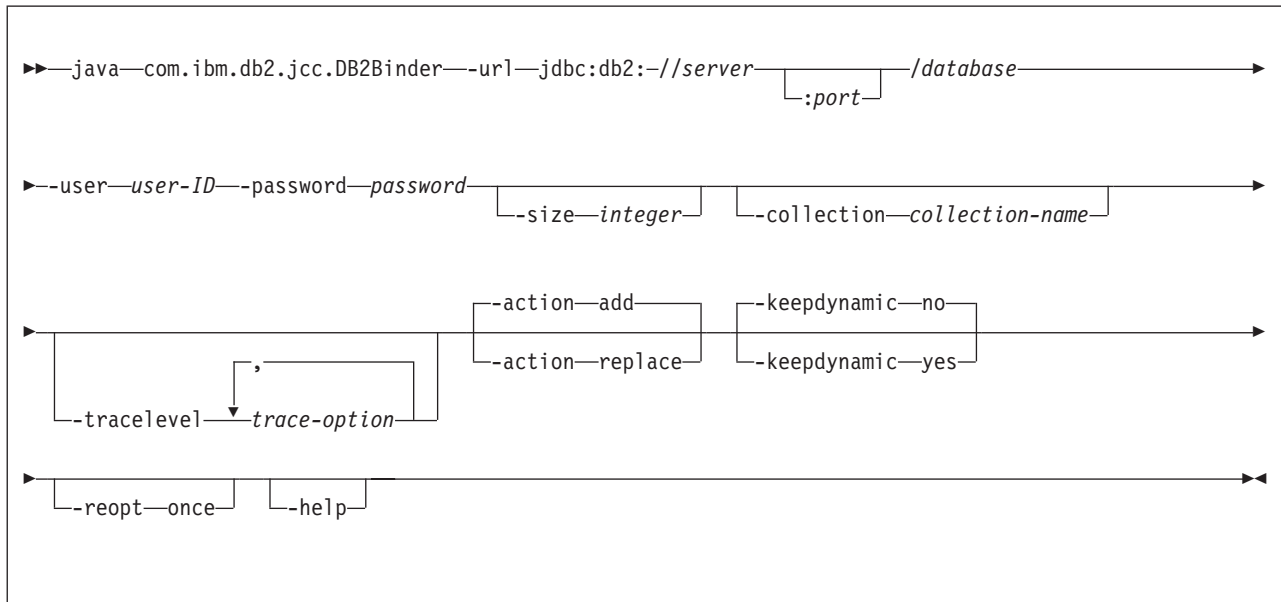 java com.ibm.db2.jcc.DB2Binder -url jdbc:db2: //server /database
:port
-user user-ID -password password
-size integer -collection collection-name
-action add -keepdynamic no
, -action replace -keepdynamic yes
-tracelevel trace-option
-reopt once -help